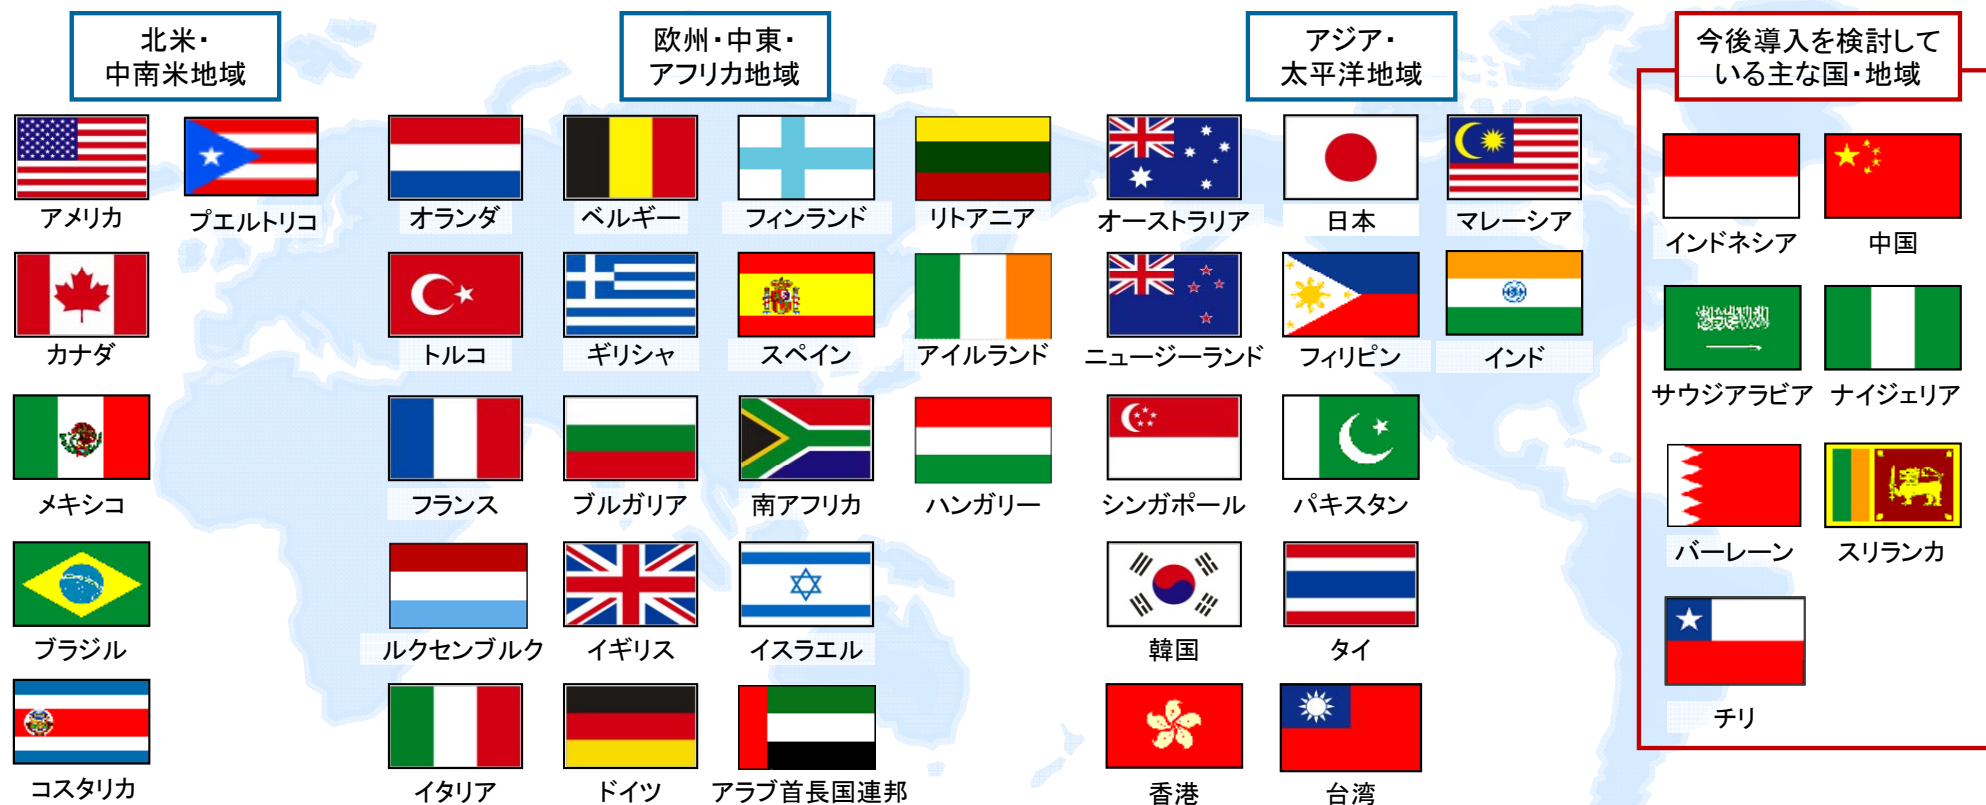 北米・
中南米地域
アメリカ
プエルトリコ
カナダ
メキシコ
ブラジル
コスタリカ
欧州・中東・
アフリカ地域
オランダ
ベルギー
フィンランド
リトアニア
トルコ
ギリシャ
スペイン
アイルランド
フランス
ブルガリア
南アフリカ
ハンガリー
ルクセンブルク
イギリス
イスラエル
イタリア
ドイツ
アラブ首長国連邦
アジア・
太平洋地域
オーストラリア
日本
マレーシア
ニュージーランド
フィリピン
インド
シンガポール
パキスタン
韓国
タイ
香港
台湾
今後導入を検討して
いる主な国・地域
インドネシア
中国
サウジアラビア
ナイジェリア
バーレーン
スリランカ
チリ